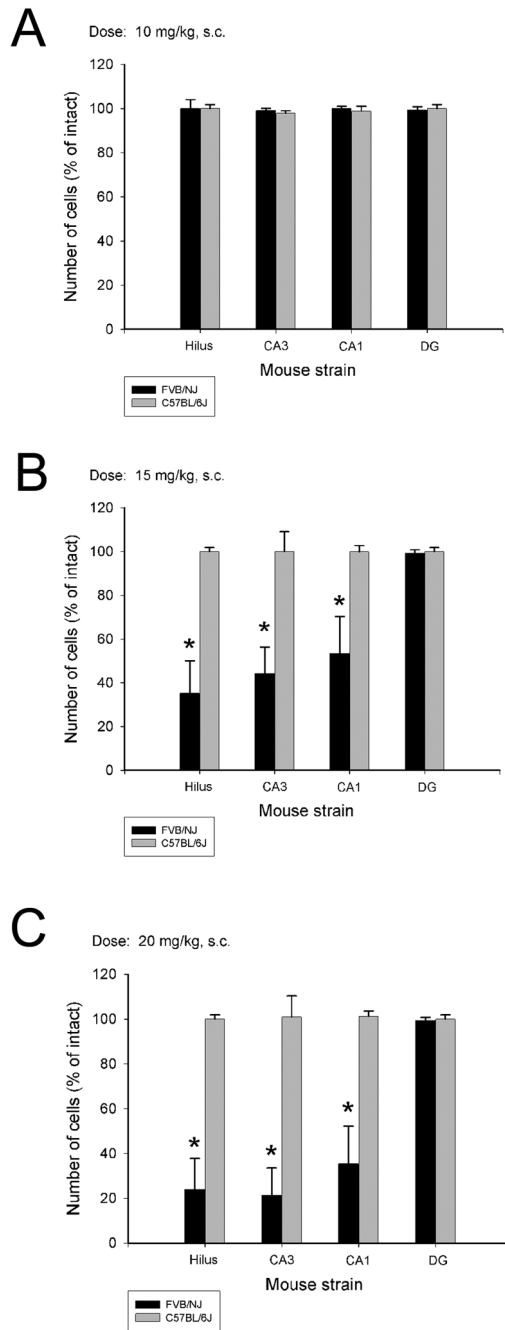 A
Dose: 10 mg/kg, s.c.
Number of cells (% of intact)
120
100
80
60
40
20
0
Hilus CA3 CA1 DG
Mouse strain
FVB/NJ
C57BL/6J
B
Dose: 15 mg/kg, s.c.
Number of cells (% of intact)
120
100
80
60
40
20
0
* * *
Hilus CA3 CA1 DG
Mouse strain
FVB/NJ
C57BL/6J
C
Dose: 20 mg/kg, s.c.
Number of cells (% of intact)
120
100
80
60
40
20
0
* * *
Hilus CA3 CA1 DG
Mouse strain
FVB/NJ
C57BL/6J